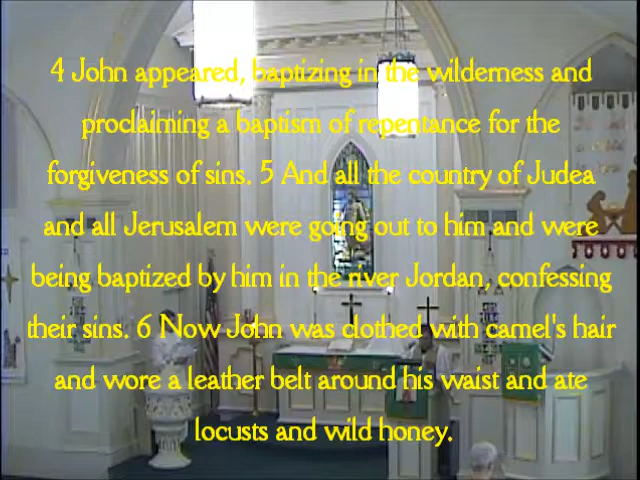 4 John appeared, baptizing in the wilderness and
proclaiming a baptism of repentance for the
forgiveness of sins. 5 And all the country of Judea
and all Jerusalem were going out to him and were
being baptized by him in the river Jordan, confessing
their sins. 6 Now John was clothed with camel's hair
and wore a leather belt around his waist and ate
locusts and wild honey.